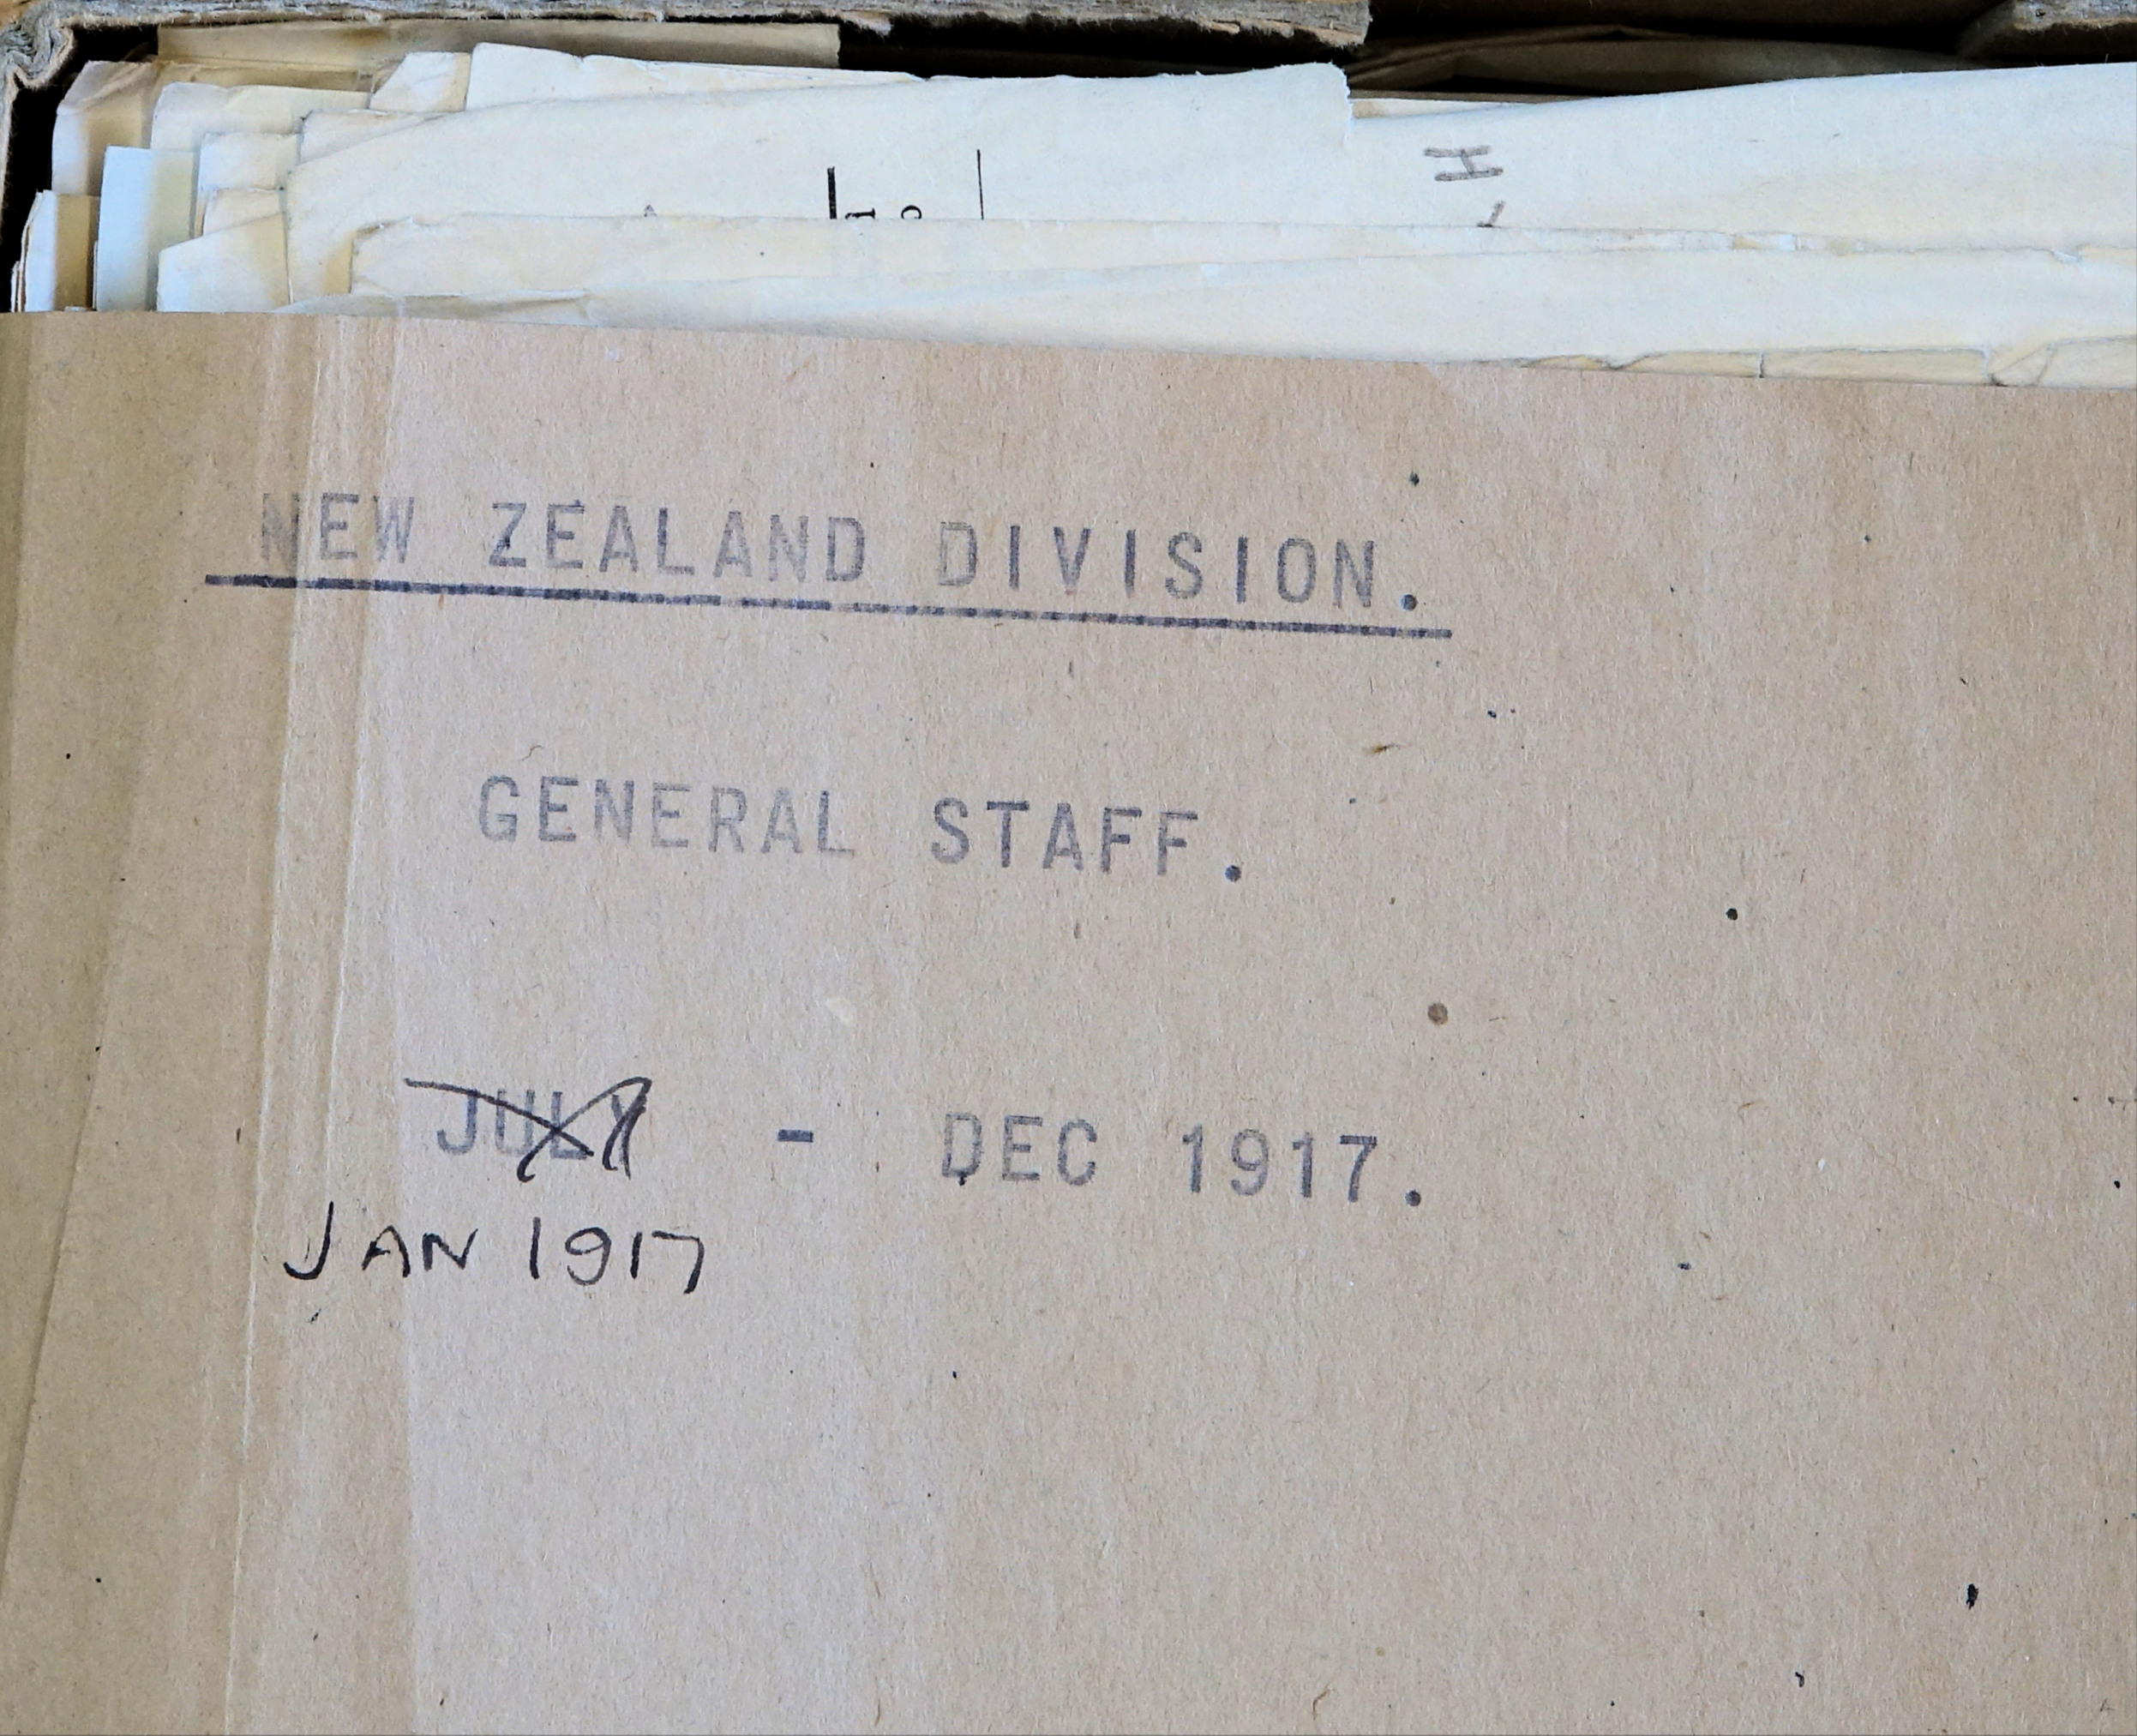 NEW ZEALAND DIVISION.
GENERAL STAFF.
JULY - DEC 1917.
JAN 1917